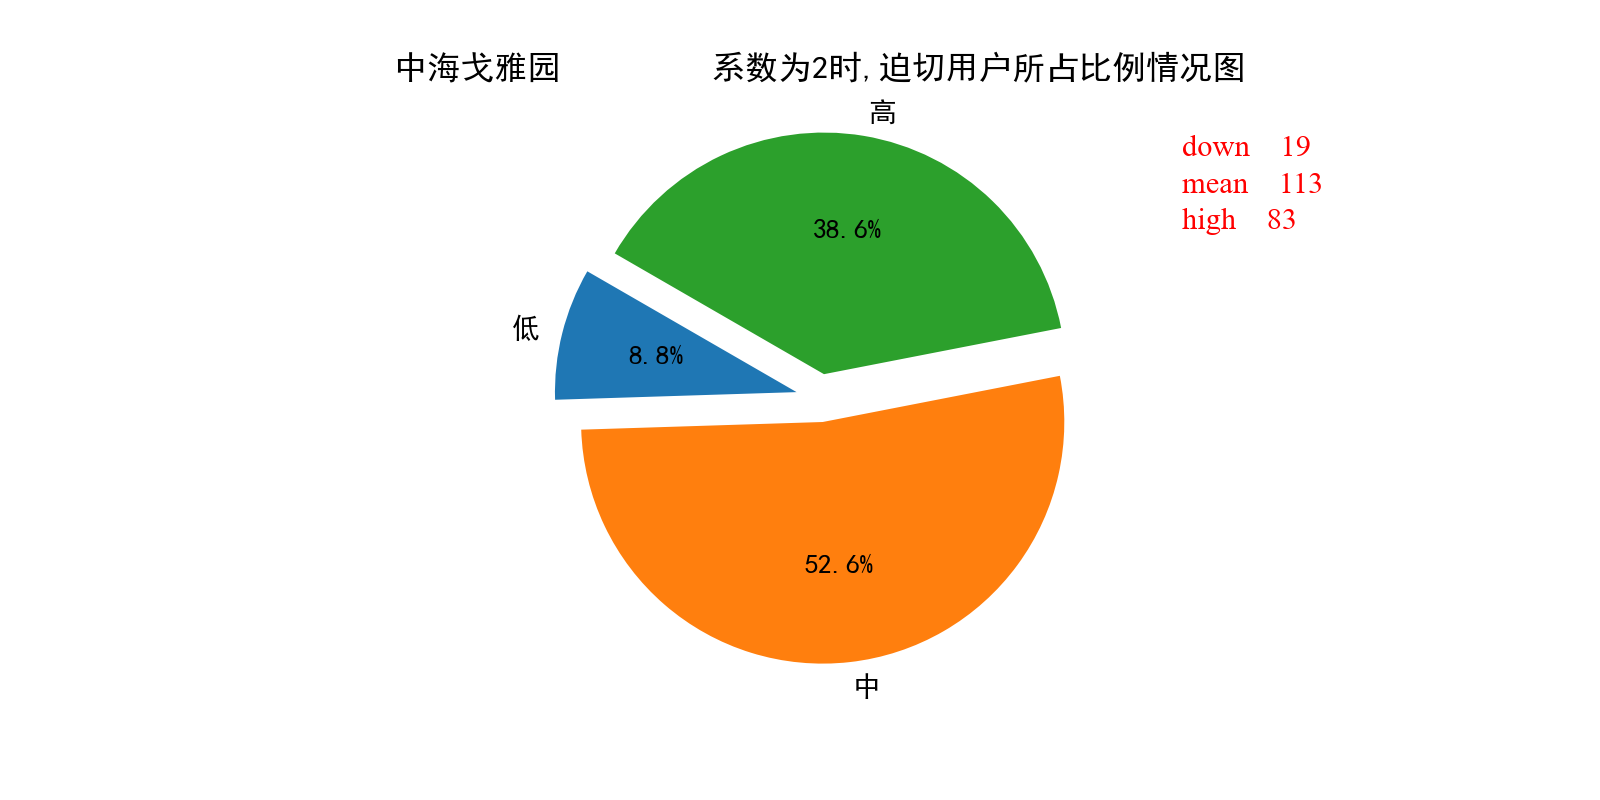 中海戈雅园 系数为2时,迫切用户所占比例情况图
高
down 19
mean 113
high 83
38.6%
低
8.8%
52.6%
中